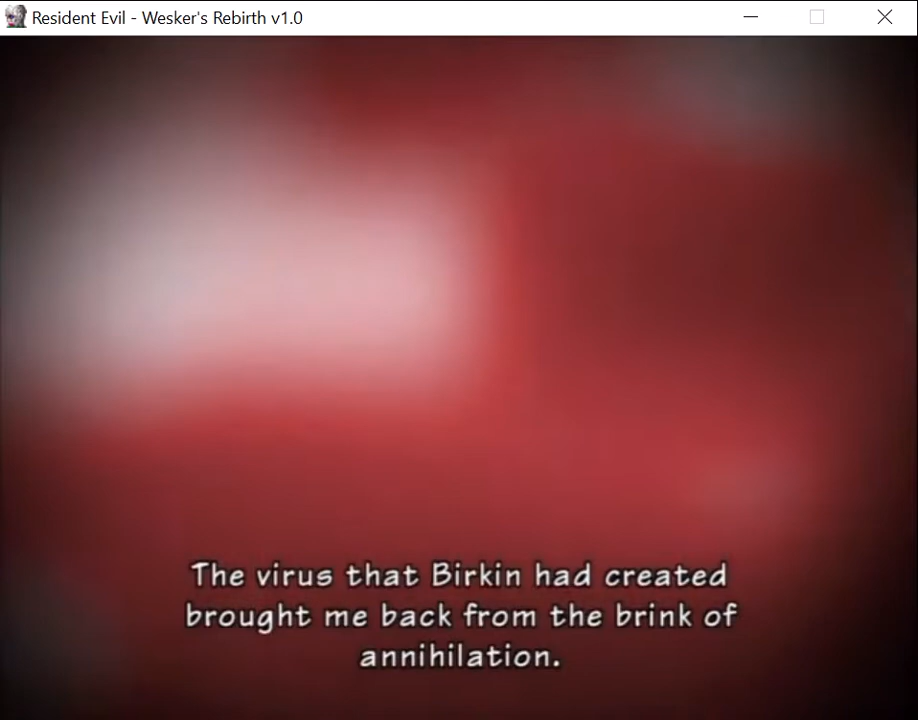 Resident Evil - Wesker's Rebirth v1.0
The virus that Birkin had created
brought me back from the brink of
annihilation.